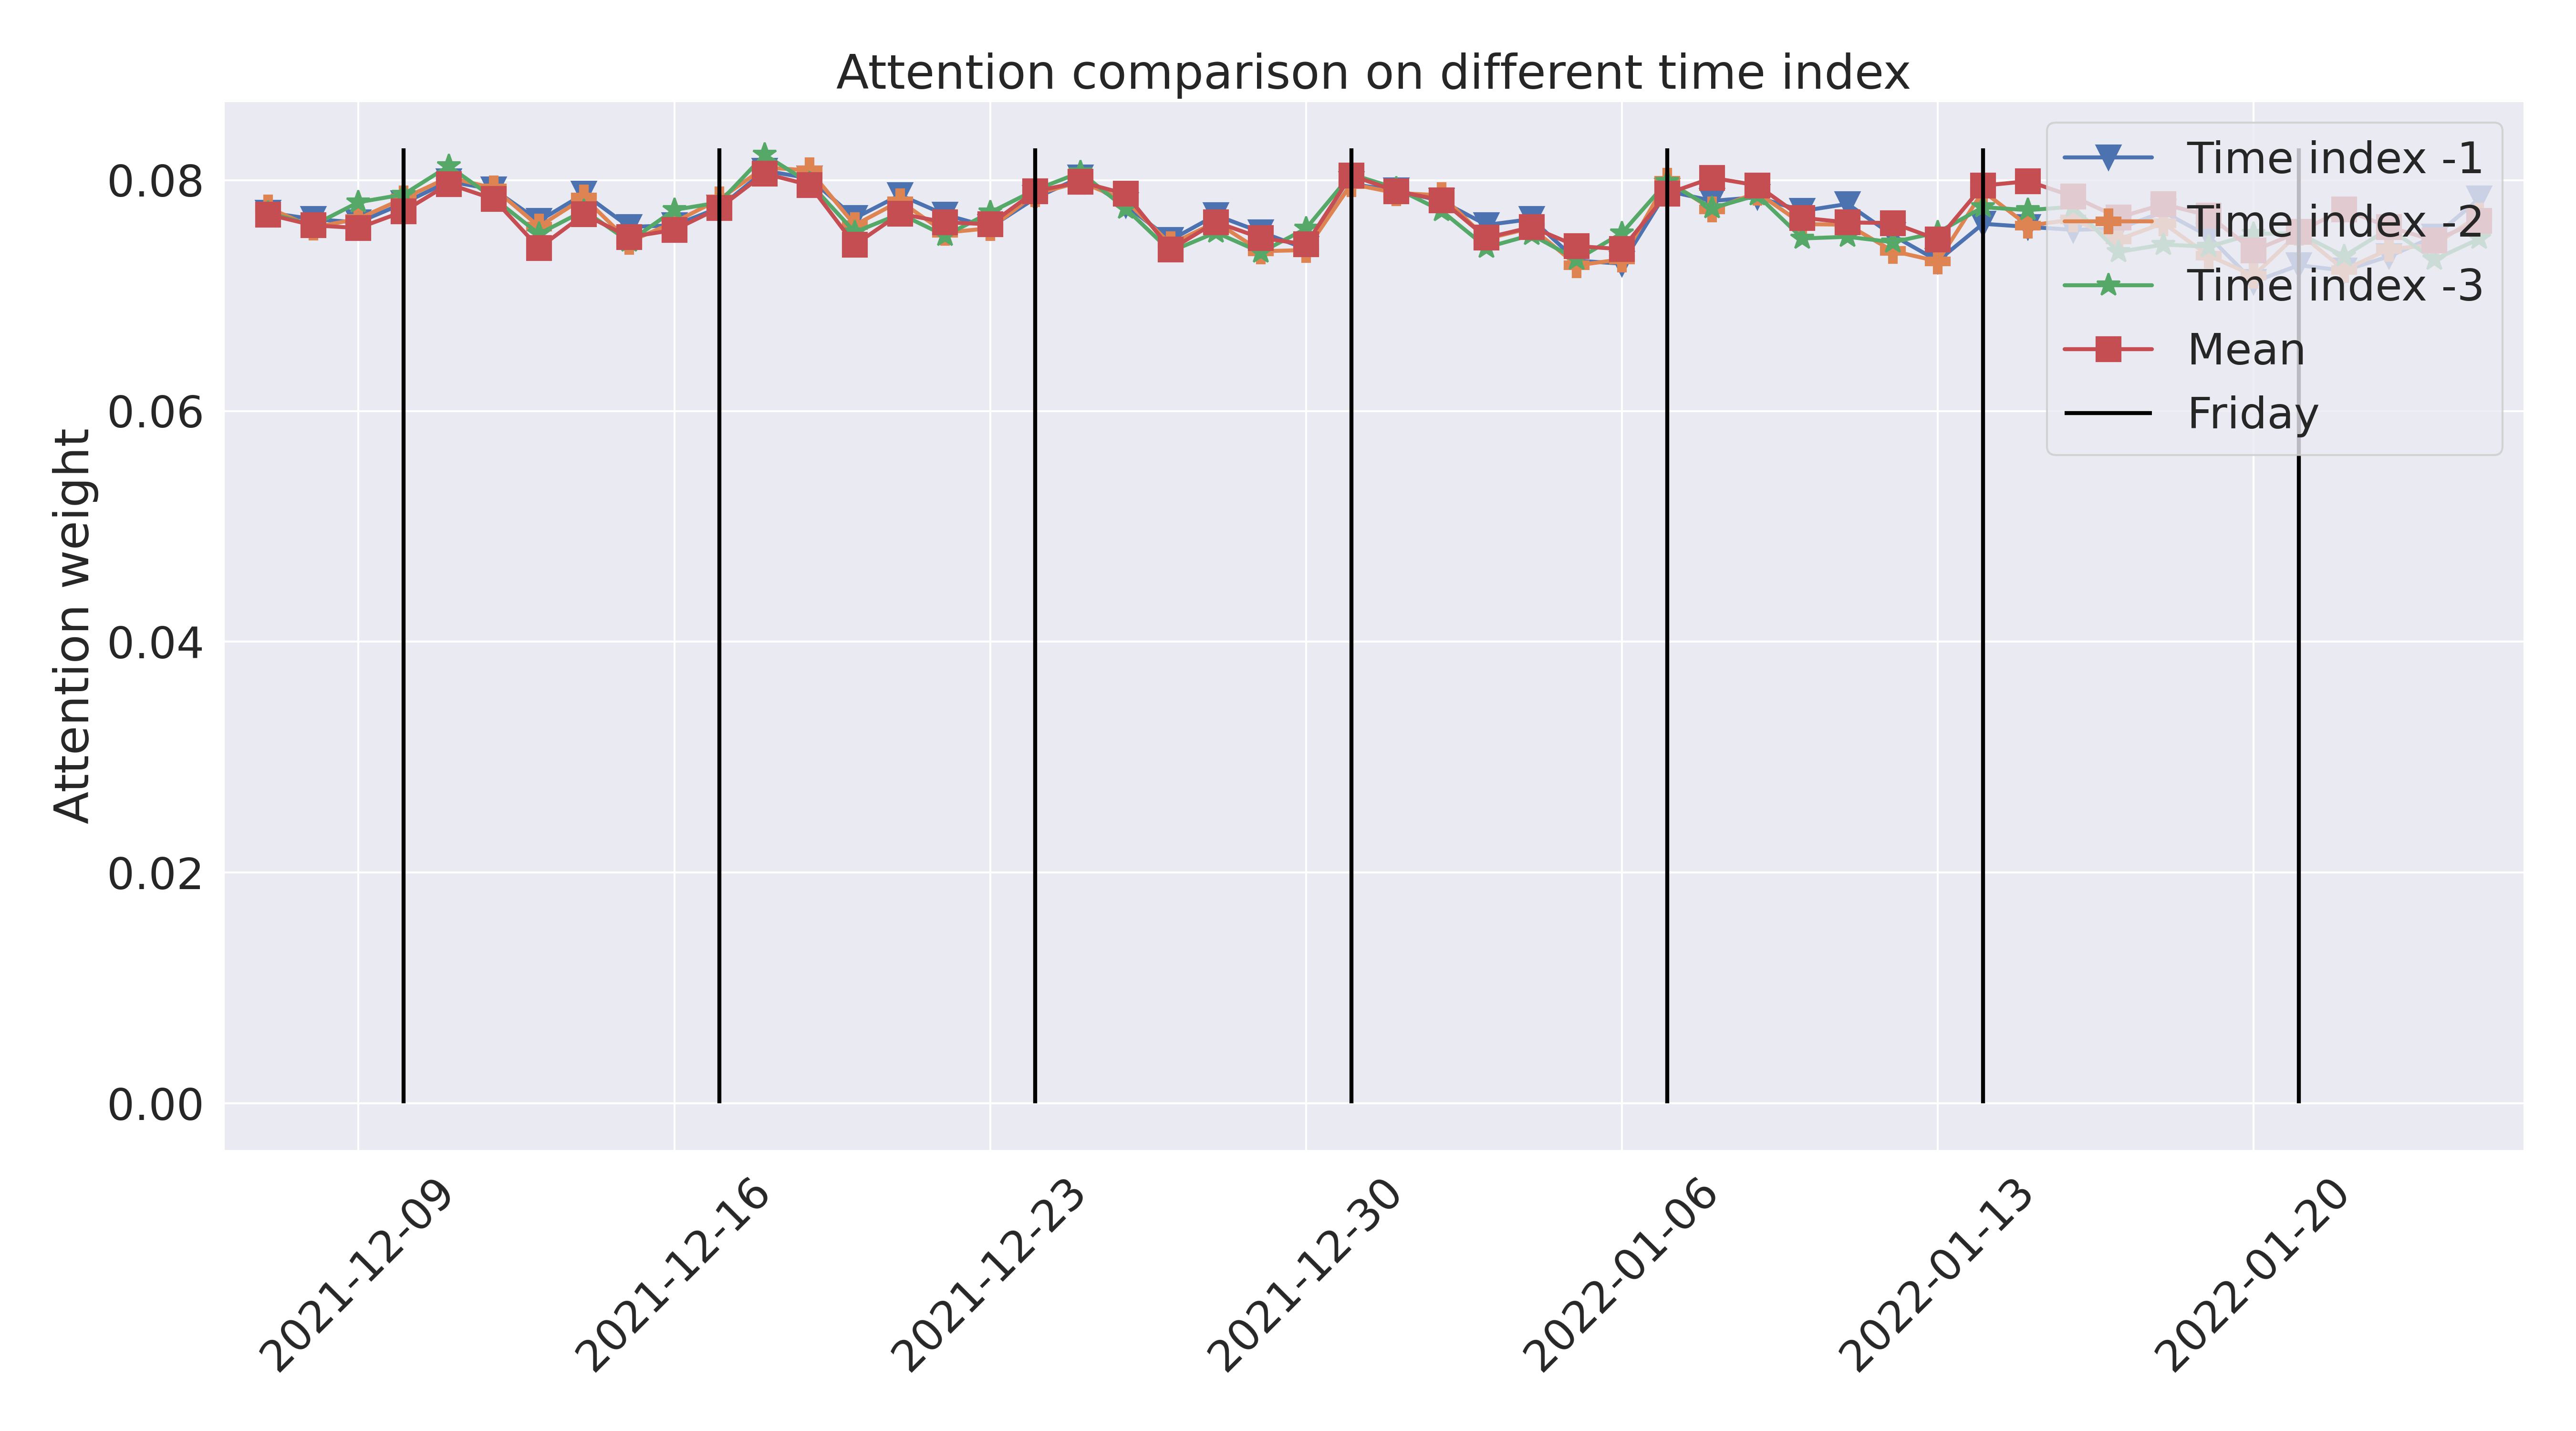 Attention comparison on different time index
Attention weight
0.08
0.06
0.04
0.02
0.00
Time index -1
Time index -2
Time index -3
Mean
Friday
2021-12-09
2021-12-16
2021-12-23
2021-12-30
2022-01-06
2022-01-13
2022-01-20